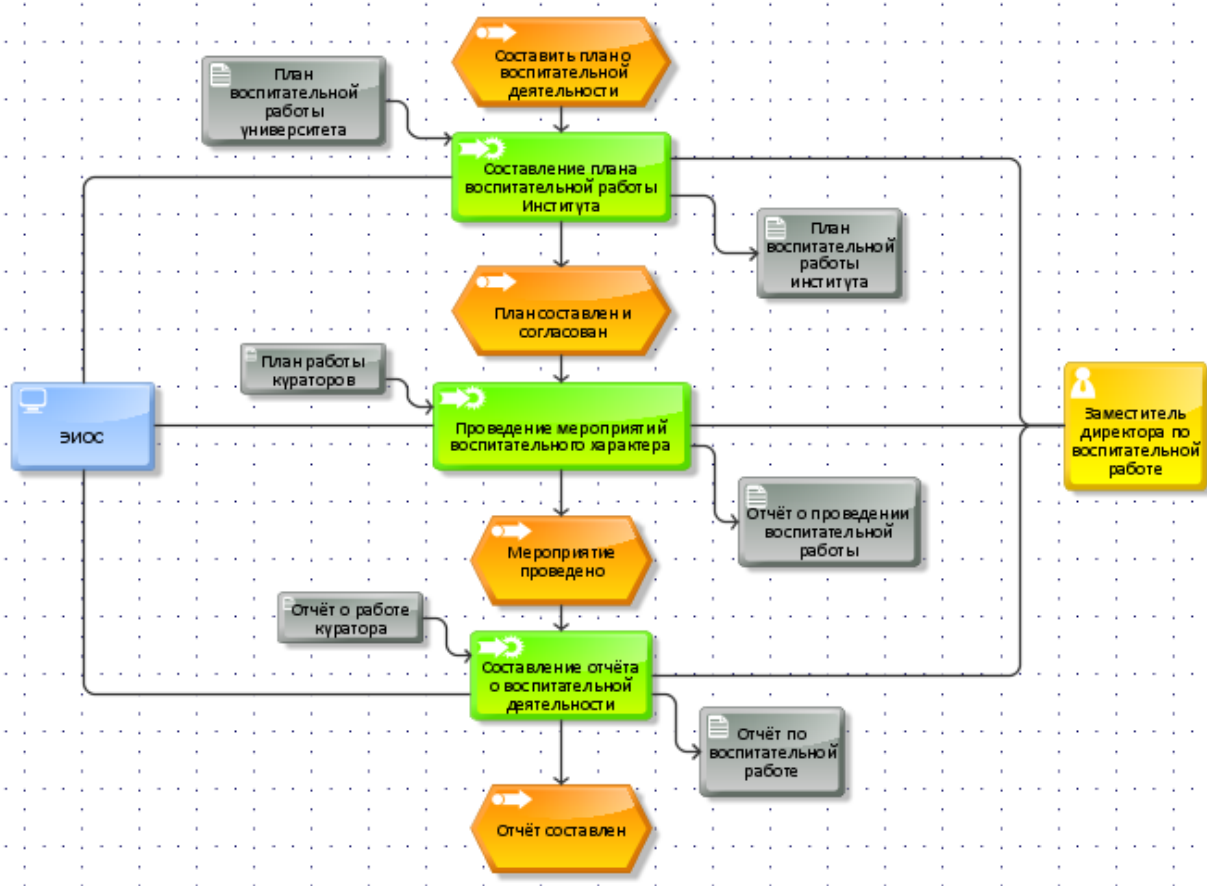 Составить план о
воспитательной
деятельности
План
воспитательной
работы
университета
Составление плана
воспитательной работы
Института
План
воспитательной
работы
института
План составлен и
согласован
План работы
кураторов
ЭИОС
Проведение мероприятий
воспитательного характера
Заместитель
директора по
воспитательной
работе
Отчёт о проведении
воспитательной
работы
Мероприятие
проведено
Отчёт о работе
куратора
Составление отчёта
о воспитательной
деятельности
Отчёт по
воспитательной
работе
Отчёт составлен